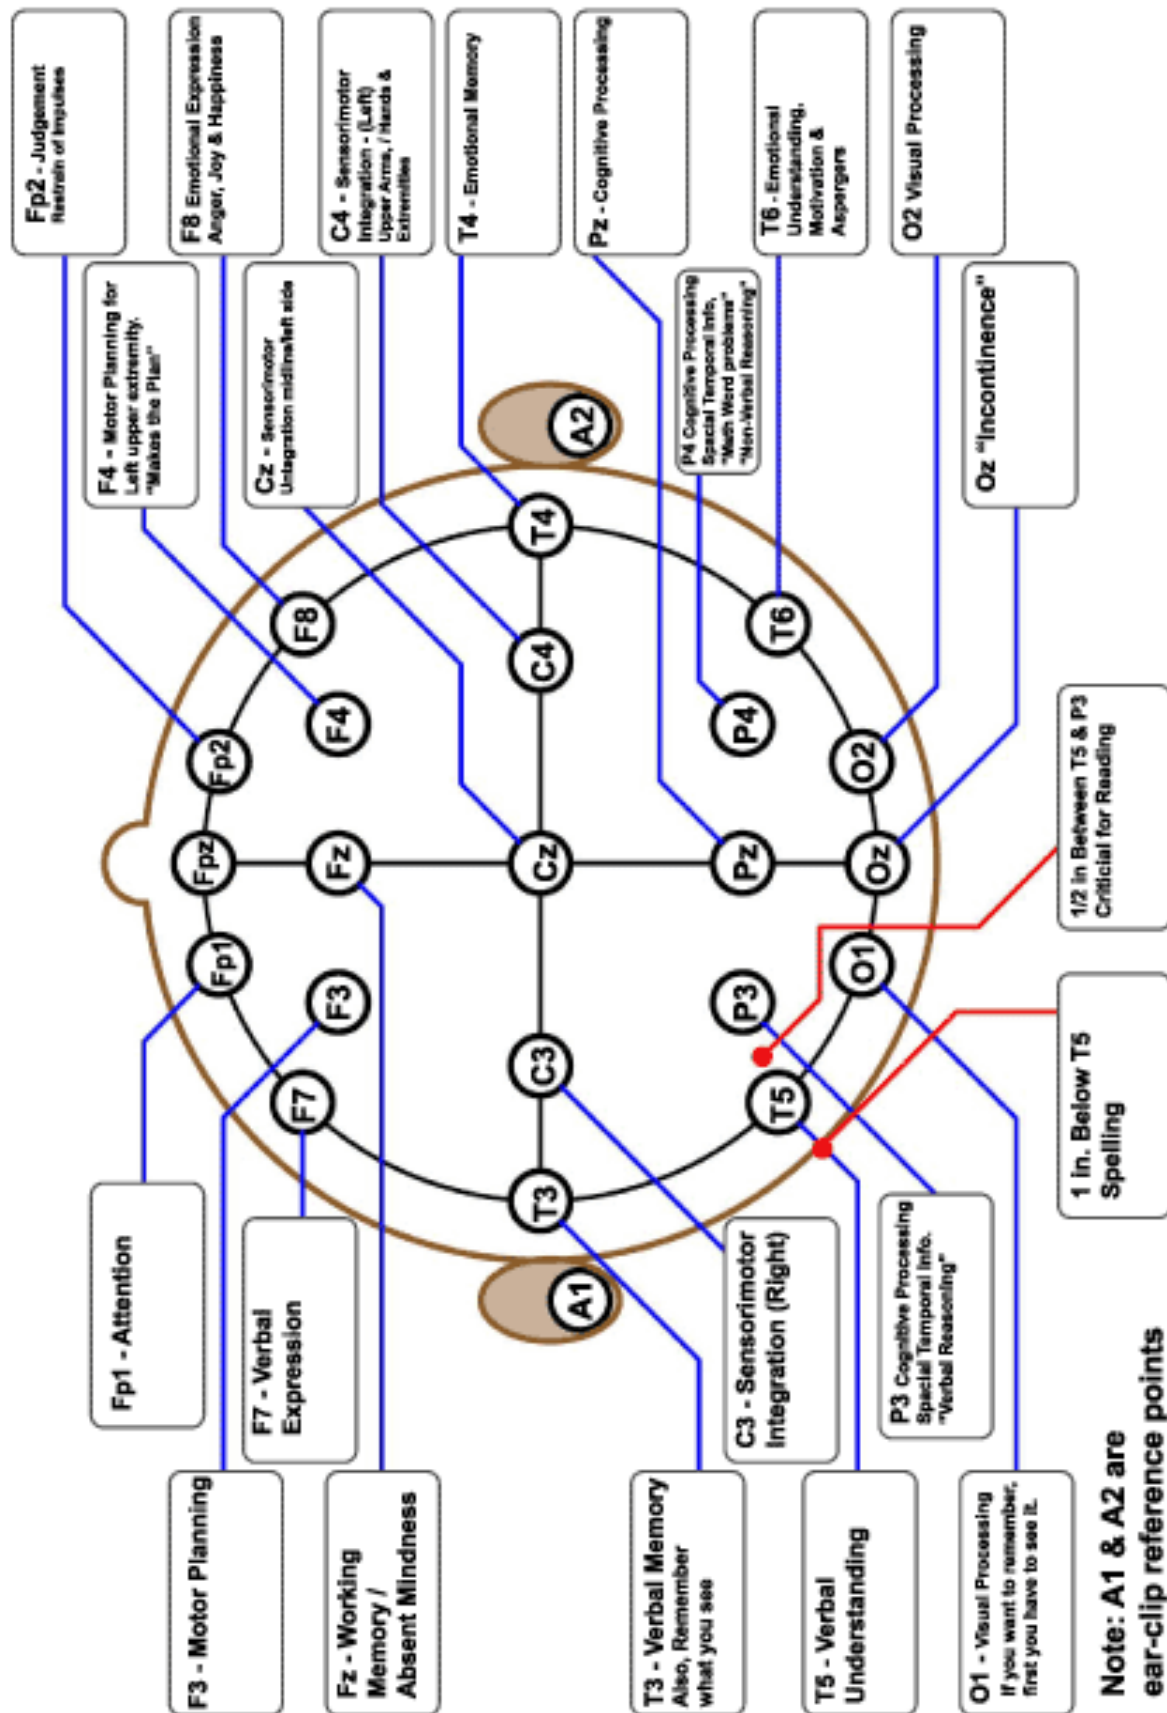 Fp1 - Attention
F3 - Motor Planning
F7 - Verbal
Expression
Fz - Working
Memory /
Absent Mindness
T3 - Verbal Memory
Also, Remember
what you see
C3 - Sensorimotor
Integration (Right)
T5 - Verbal
Understanding
P3 Cognitive Processing
Spacial Temporal Info.
"Verbal Reasoning"
O1 - Visual Processing
If you want to remember,
first you have to see it.
Note: A1 & A2 are
ear-clip reference points
1 in. Below T5
Spelling
1/2 in Between T5 & P3
Criticial for Reading
Fp1
Fpz
Fp2
F7
F3
Fz
F4
F8
A1
T3
C3
Cz
C4
T4
A2
T5
P3
Pz
P4
T6
O1
Oz
O2
Fp2 - Judgement
Restrain of Impulses
F4 - Motor Planning for
Left upper extremity.
"Makes the Plan"
F8 Emotional Expression
Anger, Joy & Happiness
Cz - Sensorimotor
Untagration midline/left side
C4 - Sensorimotor
Integration - (Left)
Upper Arms, / Hands &
Extremities
T4 - Emotional Memory
Pz - Cognitive Processing
P4 Cognitive Processing
Spacial Temporal Info,
"Math Word problems"
"Non-Verbal Reasoning"
T6 - Emotional
Understanding,
Motivation &
Aspergers
O2 Visual Processing
Oz "Incontinence"